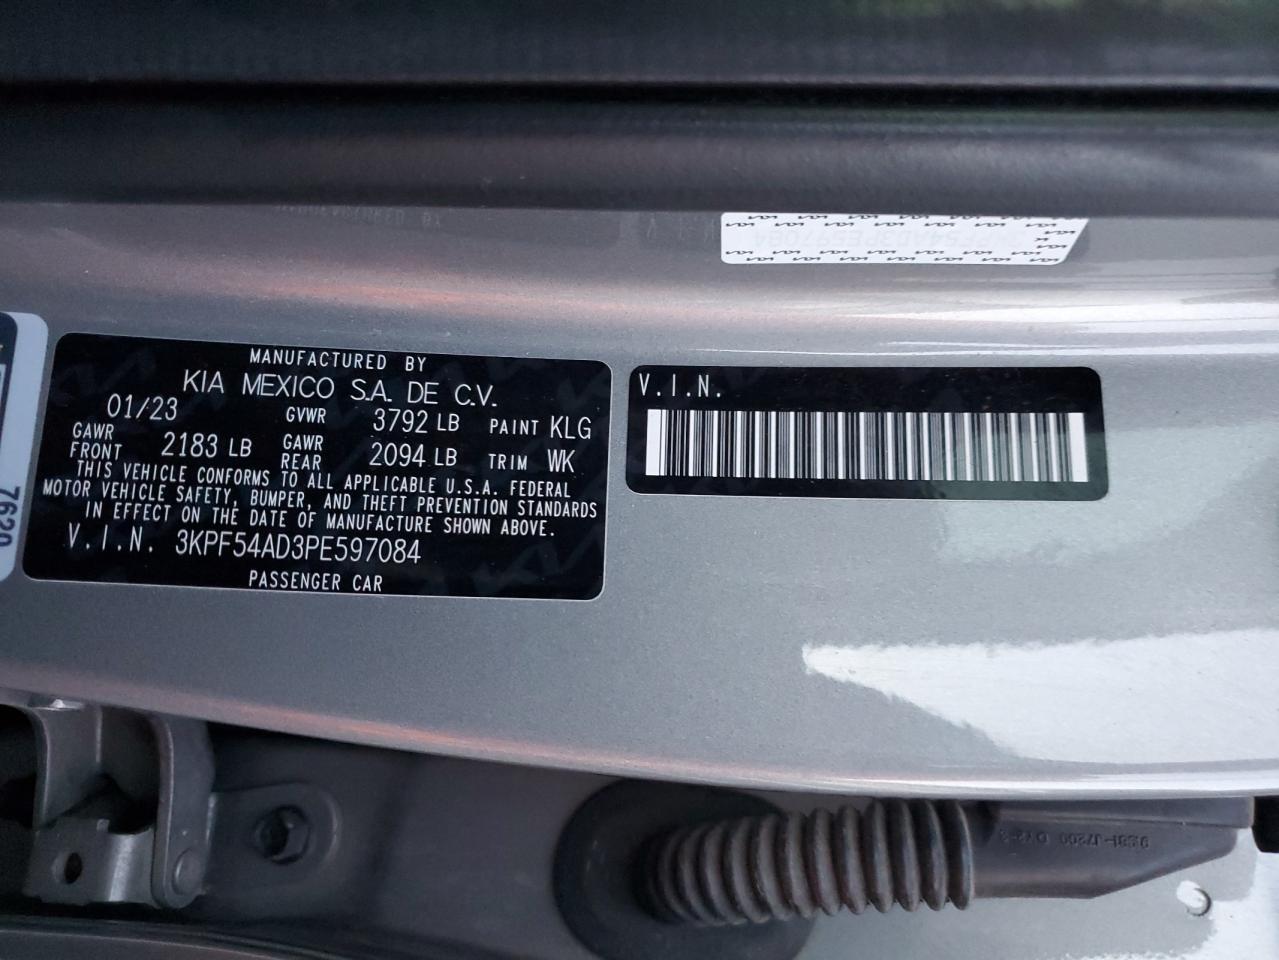 MANUFACTURED BY
KIA MEXICO S.A. DE C.V.
01/23 GVWR 3792 LB PAINT KLG
GAWR FRONT 2183 LB GAWR REAR 2094 LB TRIM WK
THIS VEHICLE CONFORMS TO ALL APPLICABLE U.S.A. FEDERAL
MOTOR VEHICLE SAFETY, BUMPER, AND THEFT PREVENTION STANDARDS
IN EFFECT ON THE DATE OF MANUFACTURE SHOWN ABOVE.
V.I.N. 3KPF54AD3PE597084
PASSENGER CAR
V.I.N.
7620